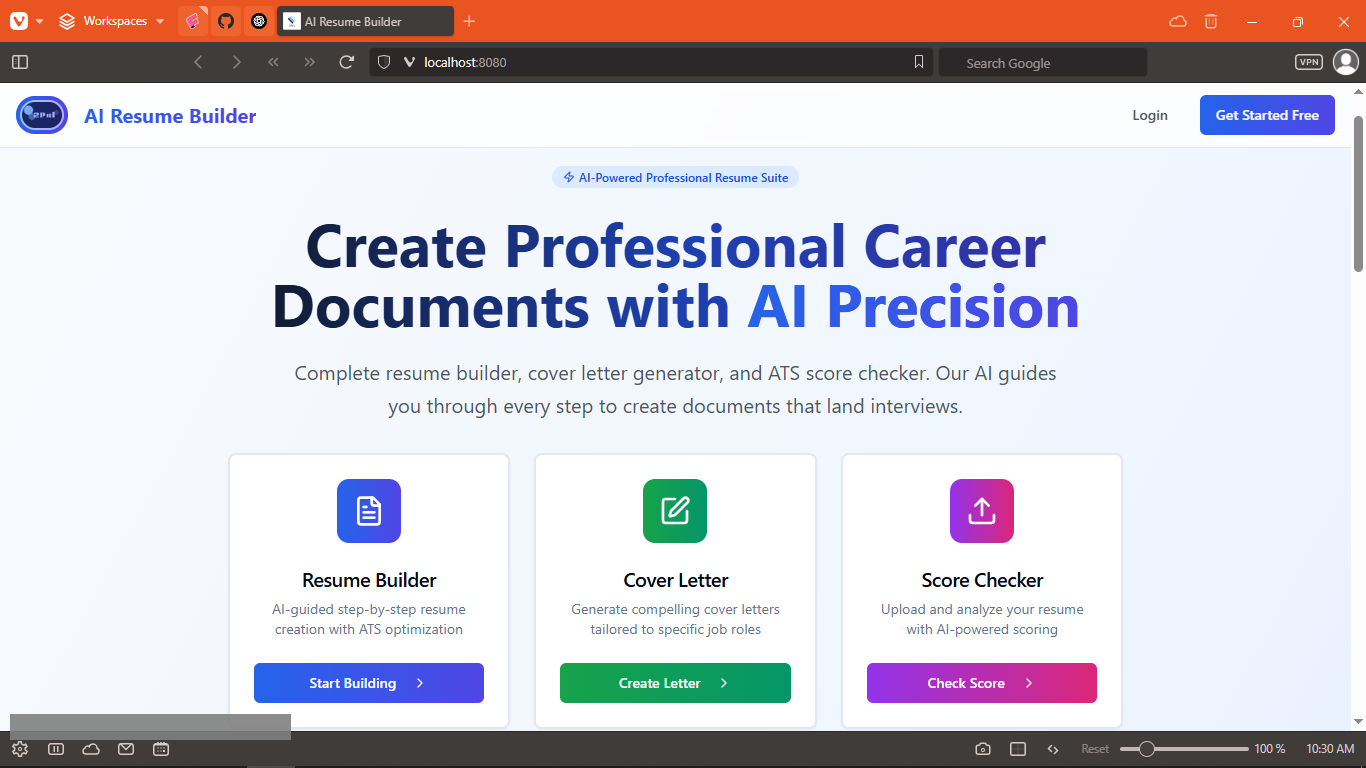 Workspaces
AI Resume Builder
localhost:8080
Search Google
VPN
AI Resume Builder
Login
Get Started Free
AI-Powered Professional Resume Suite
Create Professional Career
Documents with AI Precision
Complete resume builder, cover letter generator, and ATS score checker. Our AI guides
you through every step to create documents that land interviews.
Resume Builder
AI-guided step-by-step resume
creation with ATS optimization
Start Building
Cover Letter
Generate compelling cover letters
tailored to specific job roles
Create Letter
Score Checker
Upload and analyze your resume
with AI-powered scoring
Check Score
Reset
100 %
10:30 AM